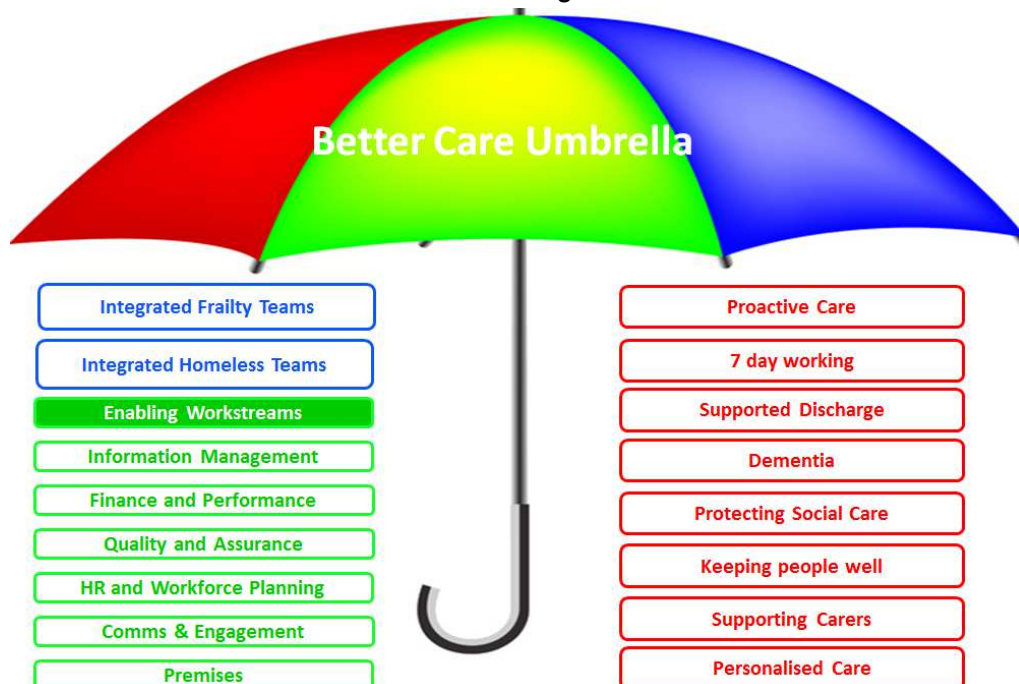 Better Care Umbrella
Integrated Frailty Teams
Integrated Homeless Teams
Enabling Workstreams
Information Management
Finance and Performance
Quality and Assurance
HR and Workforce Planning
Comms & Engagement
Premises
Proactive Care
7 day working
Supported Discharge
Dementia
Protecting Social Care
Keeping people well
Supporting Carers
Personalised Care